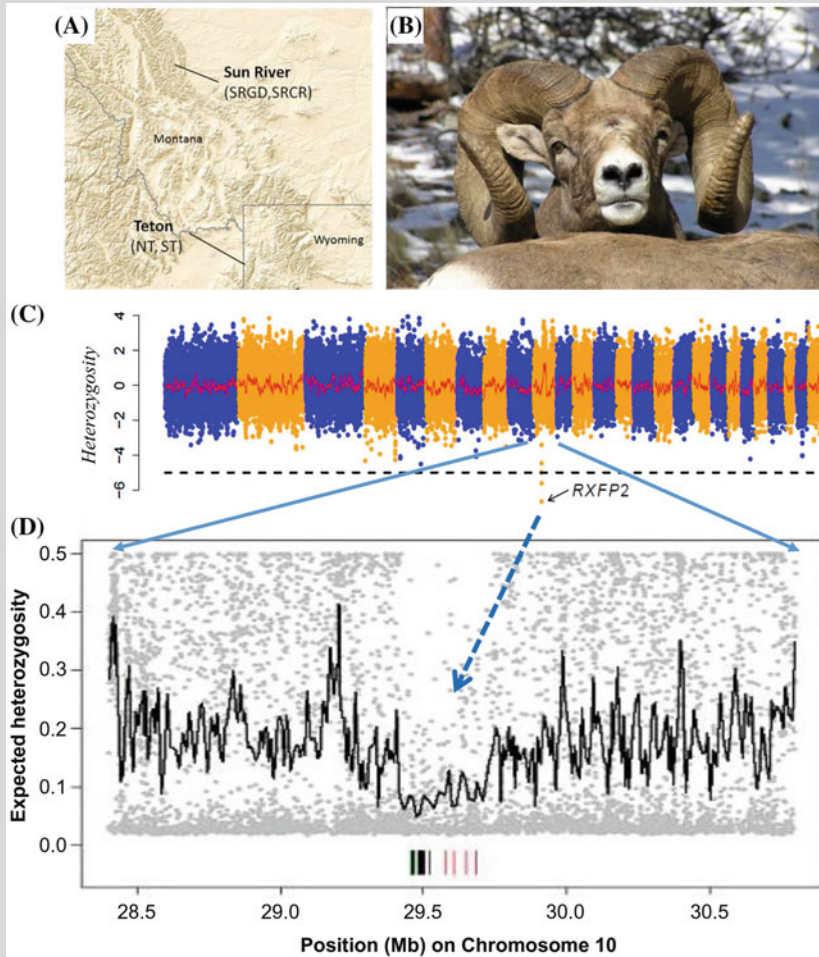 (A)
Sun River
(SRGD,SRCR)
Montana
Teton
(NT, ST)
Wyoming
(B)
(C)
Heterozygosity
4
2
0
-2
-4
-6
RXFP2
(D)
Expected heterozygosity
0.5
0.4
0.3
0.2
0.1
0.0
28.5 29.0 29.5 30.0 30.5
Position (Mb) on Chromosome 10